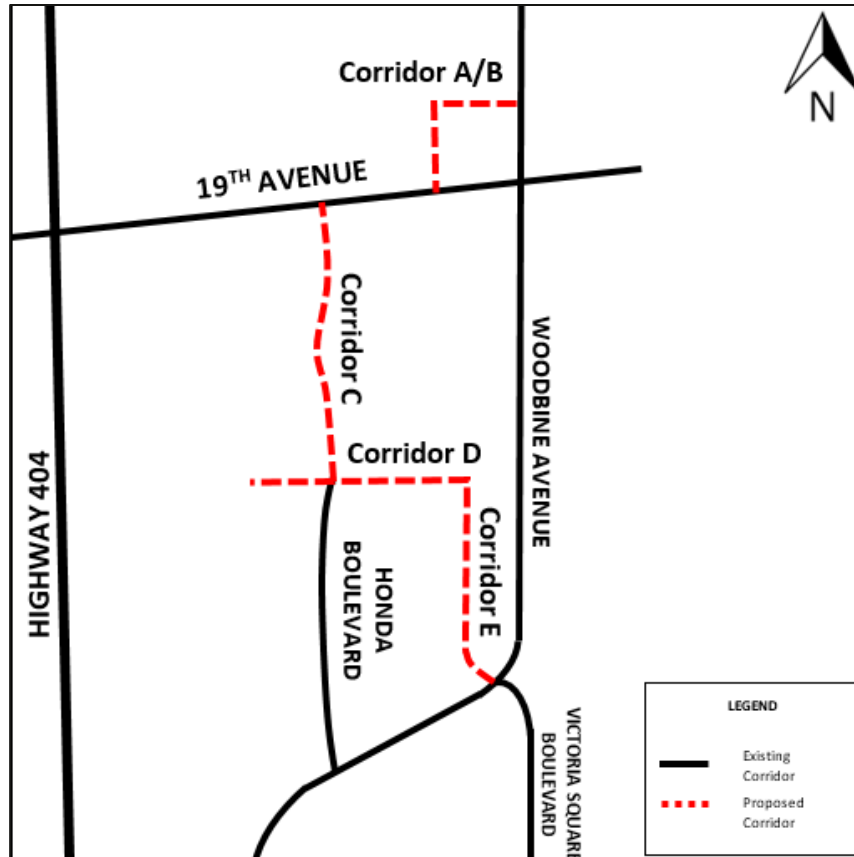 Corridor A/B
N
19TH AVENUE
Corridor C
WOODBINE AVENUE
Corridor D
HIGHWAY 404
Corridor E
HONDA
BOULEVARD
VICTORIA SQUARE
BOULEVARD
LEGEND
Existing
Corridor
Proposed
Corridor